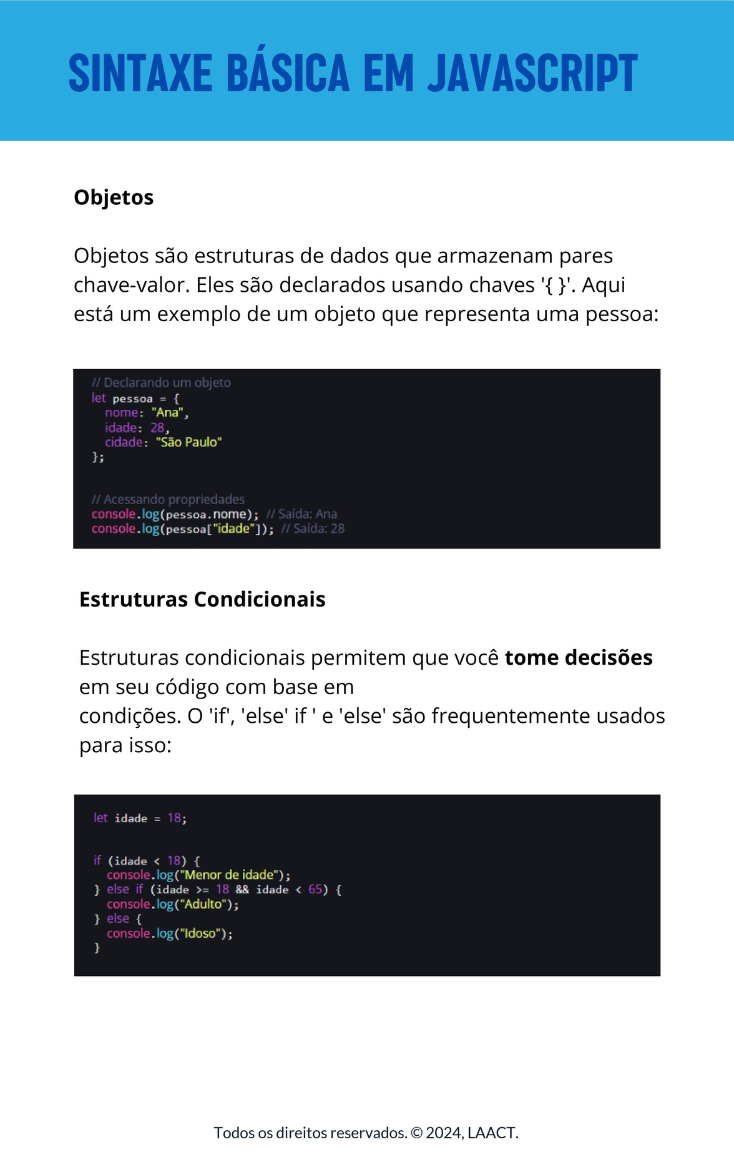 SINTAXE BÁSICA EM JAVASCRIPT
Objetos
Objetos são estruturas de dados que armazenam pares
chave-valor. Eles são declarados usando chaves '{ }'. Aqui
está um exemplo de um objeto que representa uma pessoa:
// Declarando um objeto
let pessoa = {
nome: "Ana",
idade: 28,
cidade: "São Paulo"
};
// Acessando propriedades
console.log(pessoa.nome); // Saída: Ana
console.log(pessoa["idade"]); // Saída: 28
Estruturas Condicionais
Estruturas condicionais permitem que você tome decisões
em seu código com base em
condições. O 'if', 'else' if ' e 'else' são frequentemente usados
para isso:
let idade = 18;
if (idade < 18) {
console.log("Menor de idade");
} else if (idade >= 18 && idade < 65) {
console.log("Adulto");
} else {
console.log("Idoso");
}
Todos os direitos reservados. © 2024, LAACT.